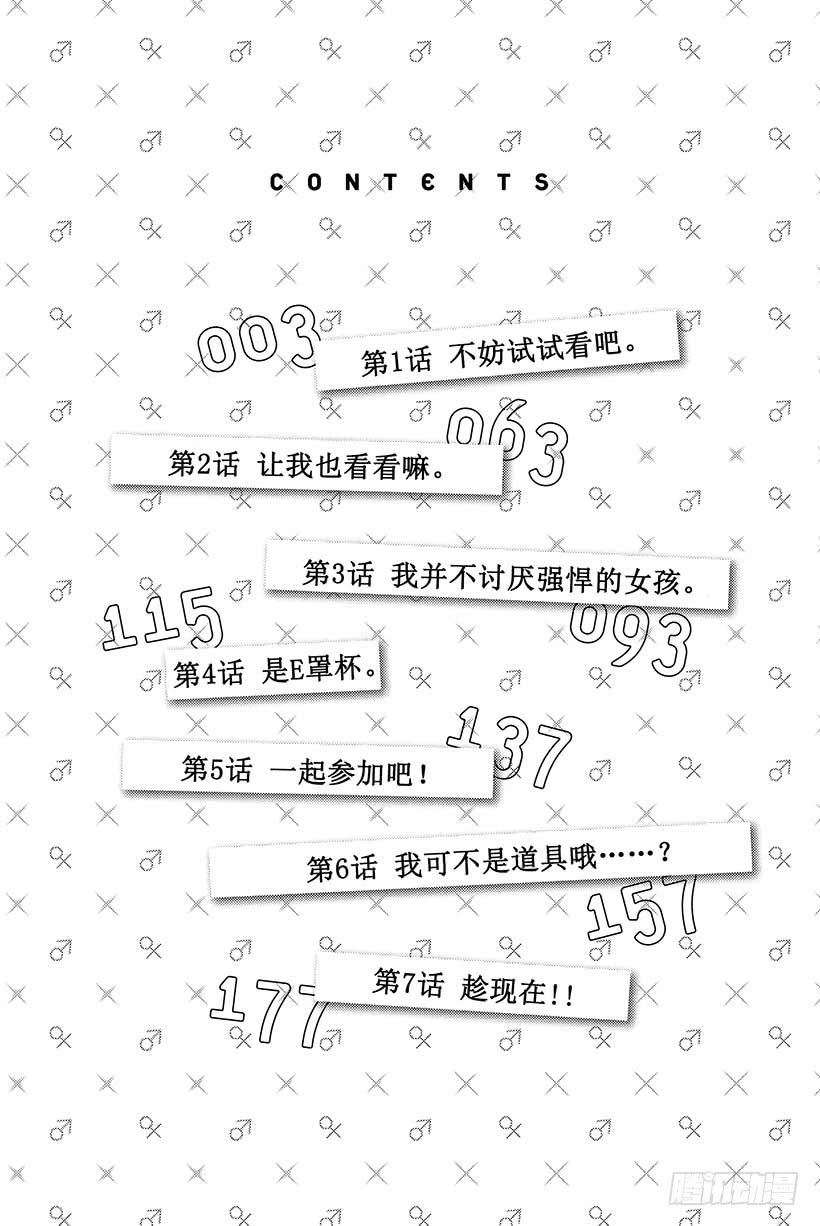 CONTENTS
003
第1话 不妨试试看吧。
063
第2话 让我也看看嘛。
第3话 我并不讨厌强悍的女孩。
093
115
第4话 是E罩杯。
137
第5话 一起参加吧！
第6话 我可不是道具哦……？
157
第7话 趁现在!!
177
腾讯动漫